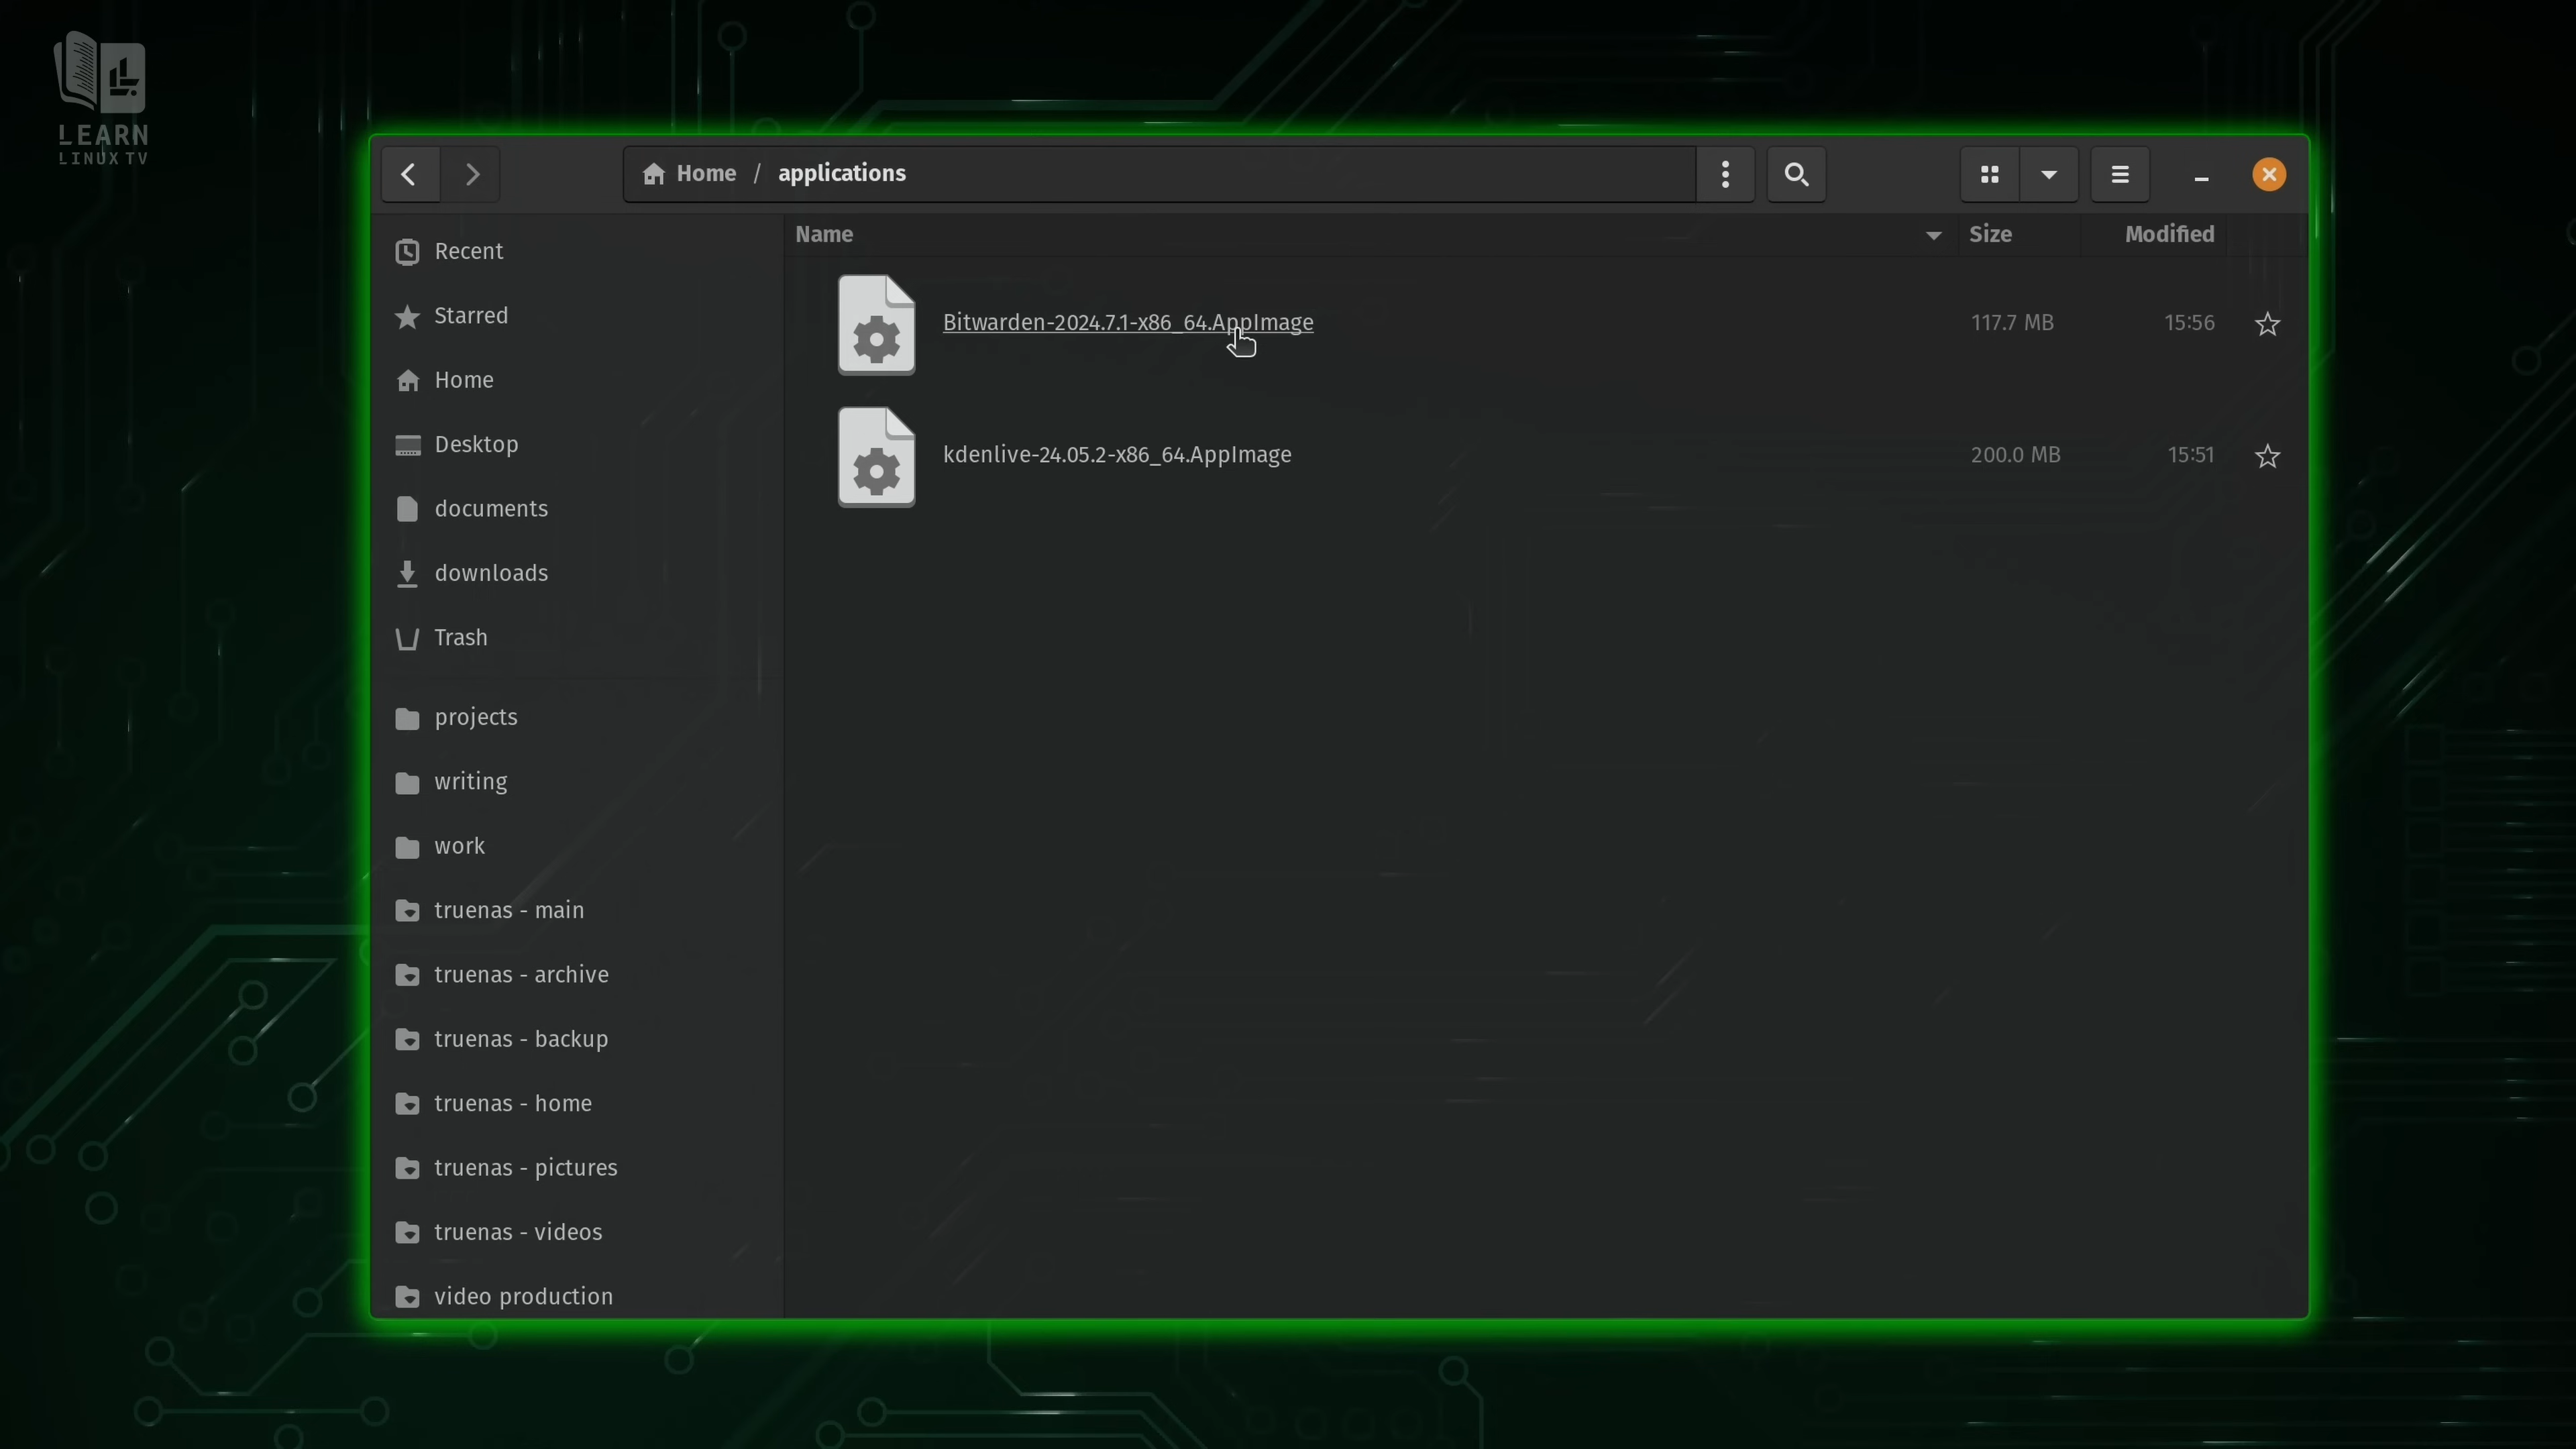 LEARN
LINUX TV
Home / applications
Name Size Modified
Recent
Starred
Home
Desktop
documents
downloads
Trash
projects
writing
work
truenas - main
truenas - archive
truenas - backup
truenas - home
truenas - pictures
truenas - videos
video production
Bitwarden-2024.7.1-x86_64.AppImage 117.7 MB 15:56
kdenlive-24.05.2-x86_64.AppImage 200.0 MB 15:51